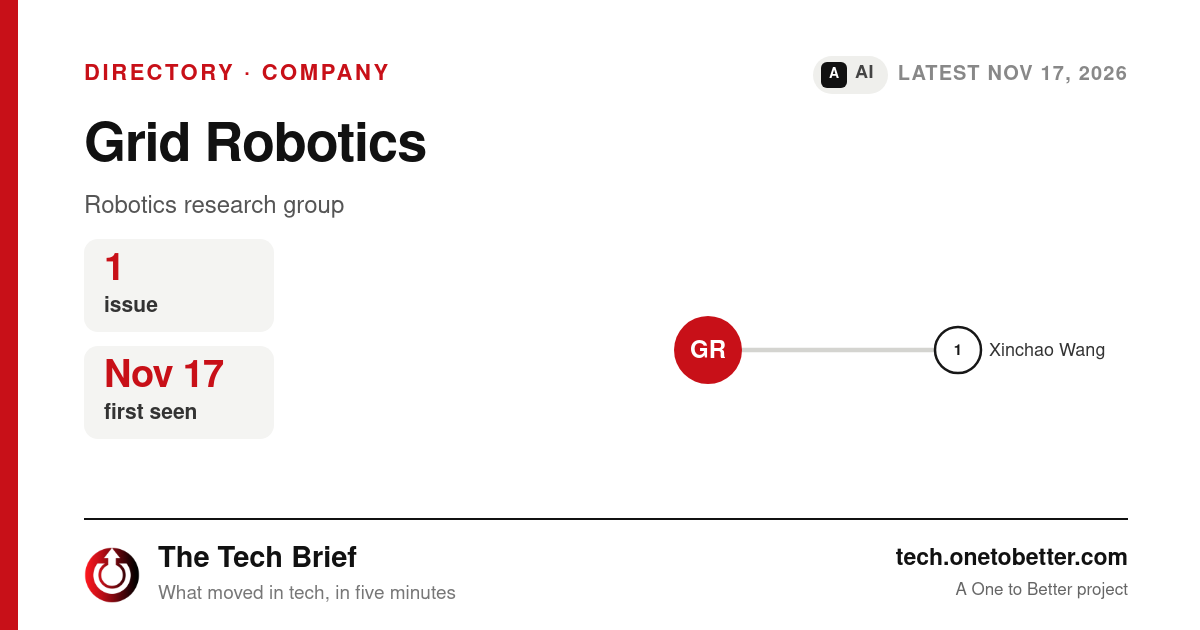 DIRECTORY · COMPANY
A AI LATEST NOV 17, 2026
Grid Robotics
Robotics research group
1
issue
Nov 17
first seen
GR
1 Xinchao Wang
The Tech Brief
What moved in tech, in five minutes
tech.onetobetter.com
A One to Better project